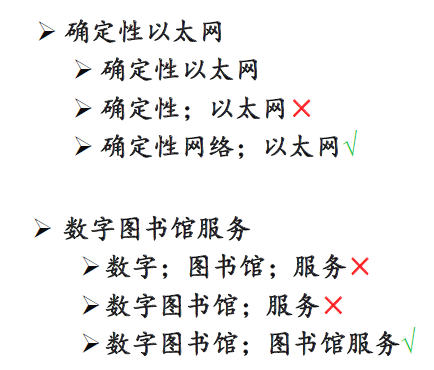 ➢ 确定性以太网
➢ 确定性以太网
➢ 确定性；以太网×
➢ 确定性网络；以太网√
➢ 数字图书馆服务
➢ 数字；图书馆；服务×
➢ 数字图书馆；服务×
➢ 数字图书馆；图书馆服务√